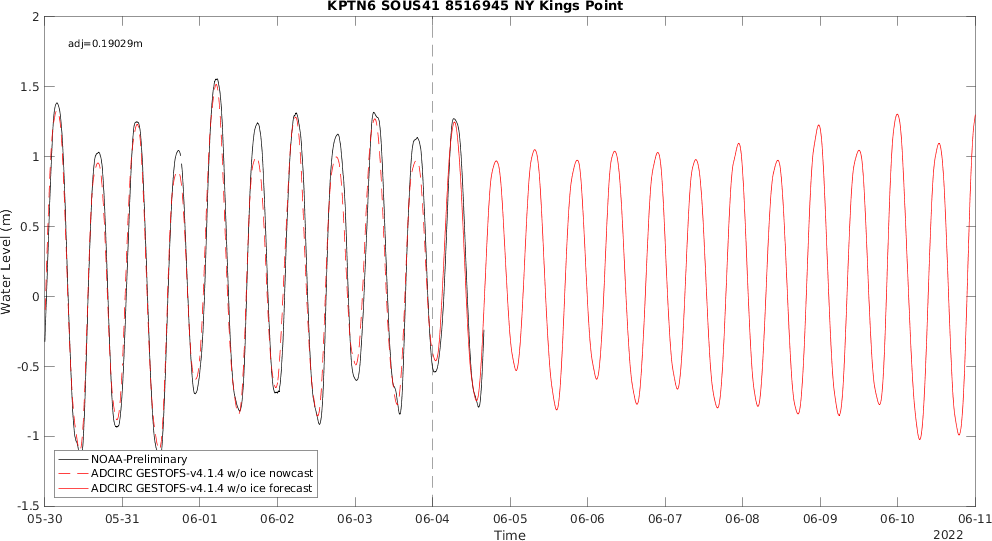 KPTN6 SOUS41 8516945 NY Kings Point
adj=0.19029m
Water Level (m)
2
1.5
1
0.5
0
-0.5
-1
-1.5
NOAA-Preliminary
ADCIRC GESTOFS-v4.1.4 w/o ice nowcast
ADCIRC GESTOFS-v4.1.4 w/o ice forecast
05-30 05-31 06-01 06-02 06-03 06-04 06-05 06-06 06-07 06-08 06-09 06-10 06-11
Time
2022